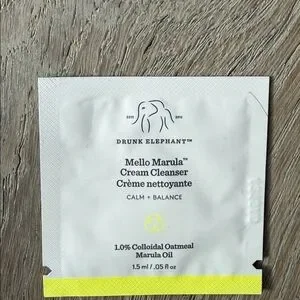 DRUNK ELEPHANT™
Mello Marula™
Cream Cleanser
Crème nettoyante
CALM + BALANCE
1.0% Colloidal Oatmeal
Marula Oil
1.5 ml / .05 fl oz